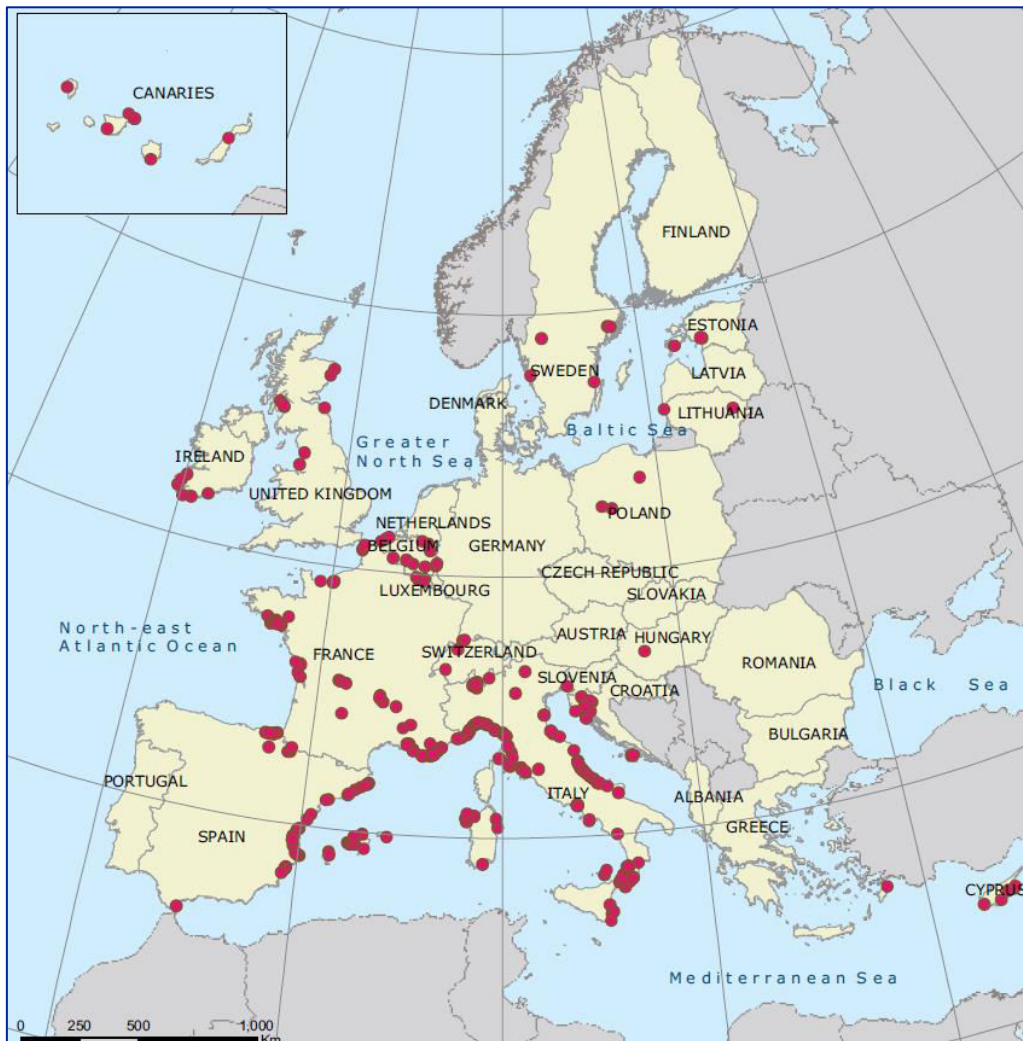 CANARIES
FINLAND
ESTONIA
SWEDEN
LATVIA
DENMARK
LITHUANIA
Baltic Sea
Greater
North Sea
IRELAND
UNITED KINGDOM
POLAND
NETHERLANDS
BELGIUM
GERMANY
CZECH REPUBLIC
LUXEMBOURG
SLOVAKIA
North-east
Atlantic Ocean
AUSTRIA
HUNGARY
FRANCE
SWITZERLAND
ROMANIA
SLOVENIA
CROATIA
Black Sea
BULGARIA
PORTUGAL
ITALY
ALBANIA
SPAIN
GREECE
CYPRUS
Mediterranean Sea
0 250 500 1,000
Km